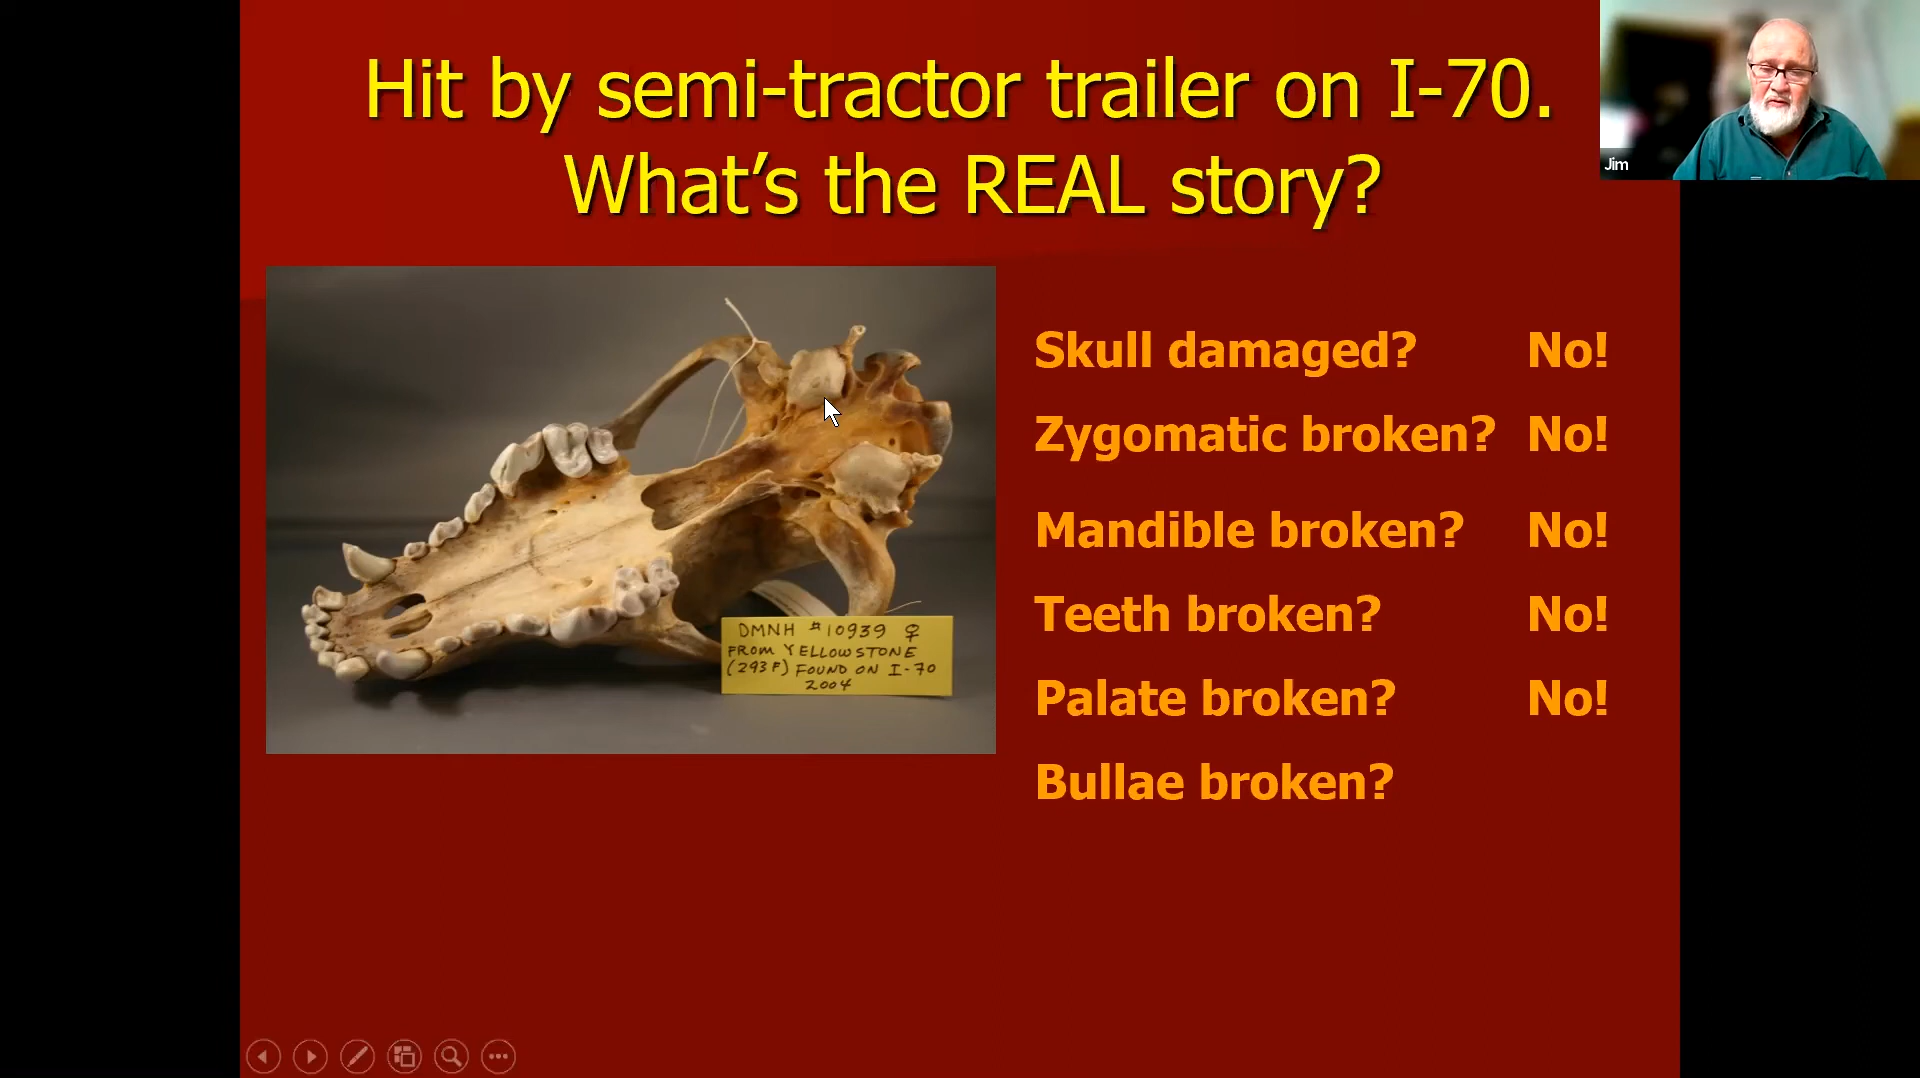 Hit by semi-tractor trailer on I-70.
What's the REAL story?
Jim
Skull damaged? No!
Zygomatic broken? No!
Mandible broken? No!
Teeth broken? No!
Palate broken? No!
Bullae broken?
DMNH #10939 ♀
FROM YELLOWSTONE
(293F) FOUND ON I-70
2004